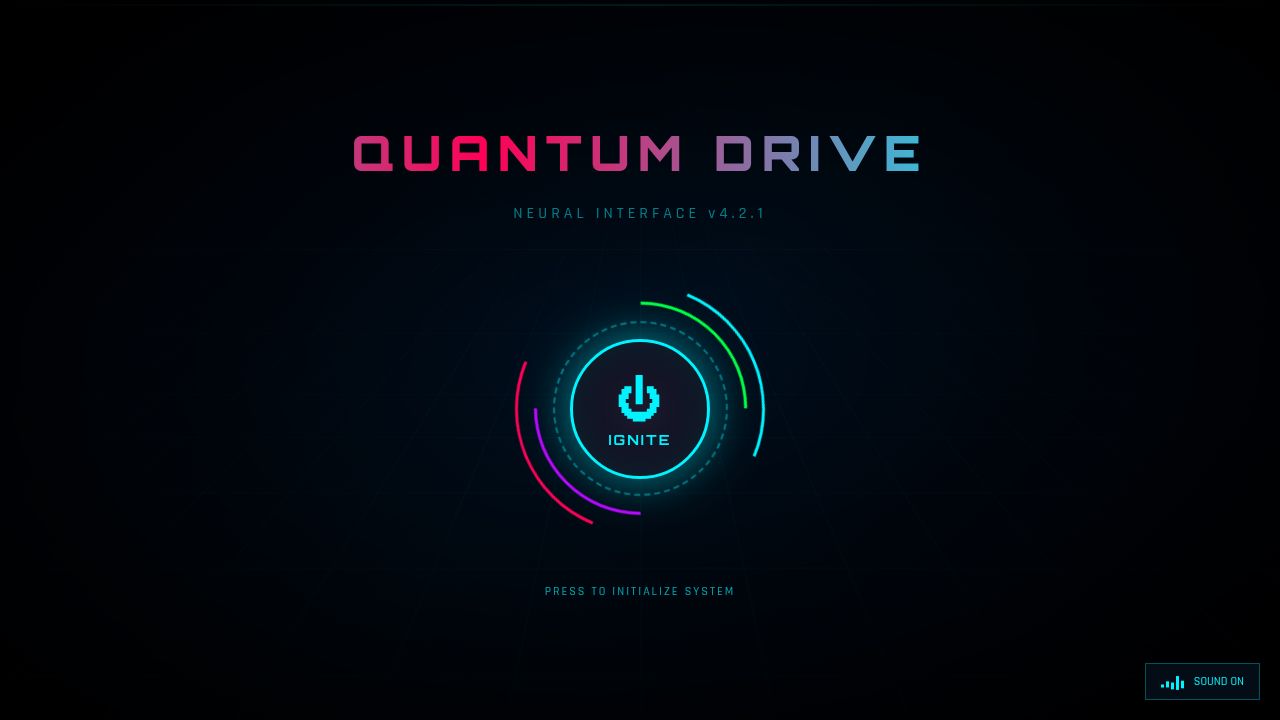 QUANTUM DRIVE
NEURAL INTERFACE v4.2.1
IGNITE
PRESS TO INITIALIZE SYSTEM
SOUND ON